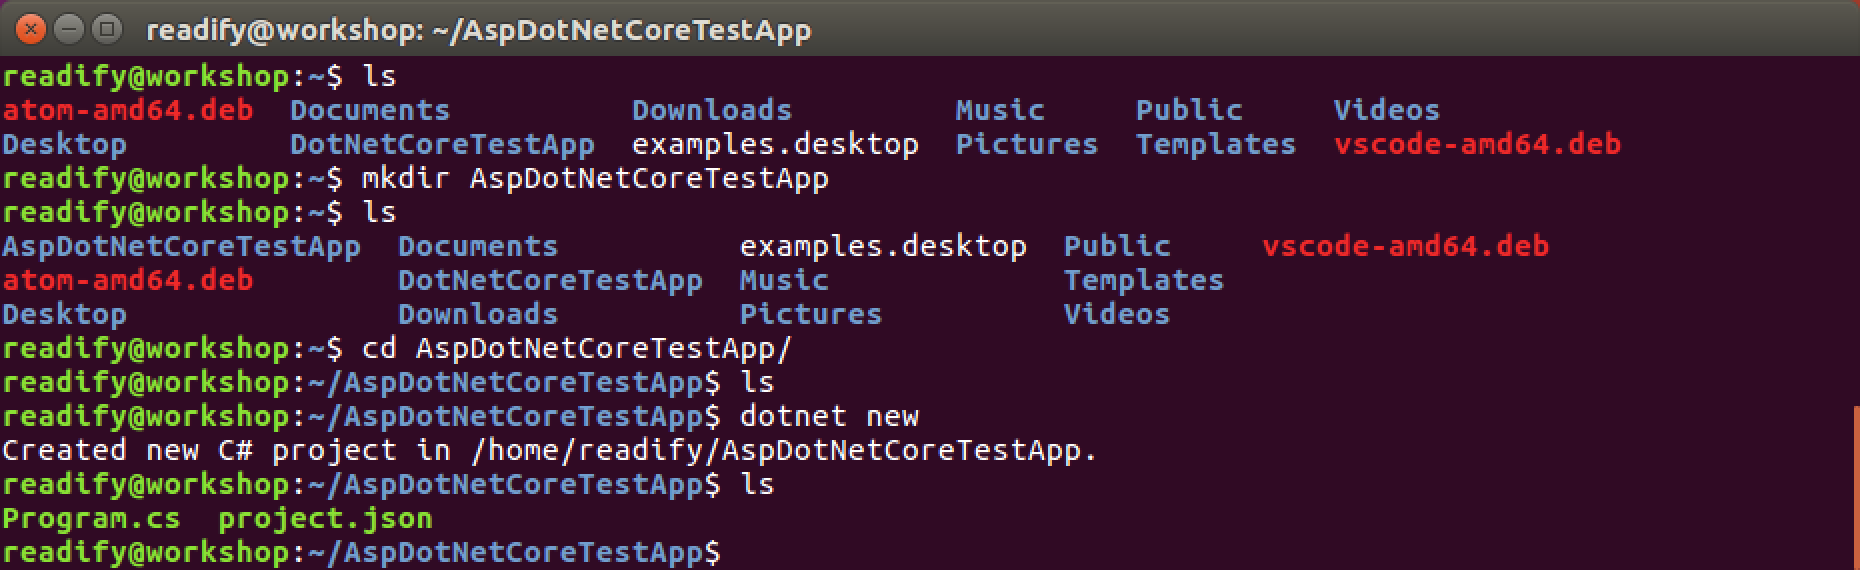 readify@workshop: ~/AspDotNetCoreTestApp
readify@workshop:~$ ls
atom-amd64.deb  Documents          Downloads         Music     Public     Videos
Desktop         DotNetCoreTestApp  examples.desktop  Pictures  Templates  vscode-amd64.deb
readify@workshop:~$ mkdir AspDotNetCoreTestApp
readify@workshop:~$ ls
AspDotNetCoreTestApp  Documents          examples.desktop  Public     vscode-amd64.deb
atom-amd64.deb        DotNetCoreTestApp  Music             Templates
Desktop               Downloads          Pictures          Videos
readify@workshop:~$ cd AspDotNetCoreTestApp/
readify@workshop:~/AspDotNetCoreTestApp$ ls
readify@workshop:~/AspDotNetCoreTestApp$ dotnet new
Created new C# project in /home/readify/AspDotNetCoreTestApp.
readify@workshop:~/AspDotNetCoreTestApp$ ls
Program.cs  project.json
readify@workshop:~/AspDotNetCoreTestApp$